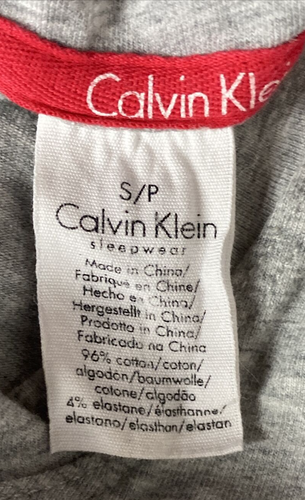 Calvin Kle
S/P
Calvin Klein
sleepwear
Made in China/
Fabriqué en Chine/
Hecho en China/
Hergestellt in China/
Prodotto in China/
Fabricado na China
96% cotton/coton/
algodón/baumwolle/
cotone/algodão
4% elastane/élasthanne/
elastano/elasthan/elastan